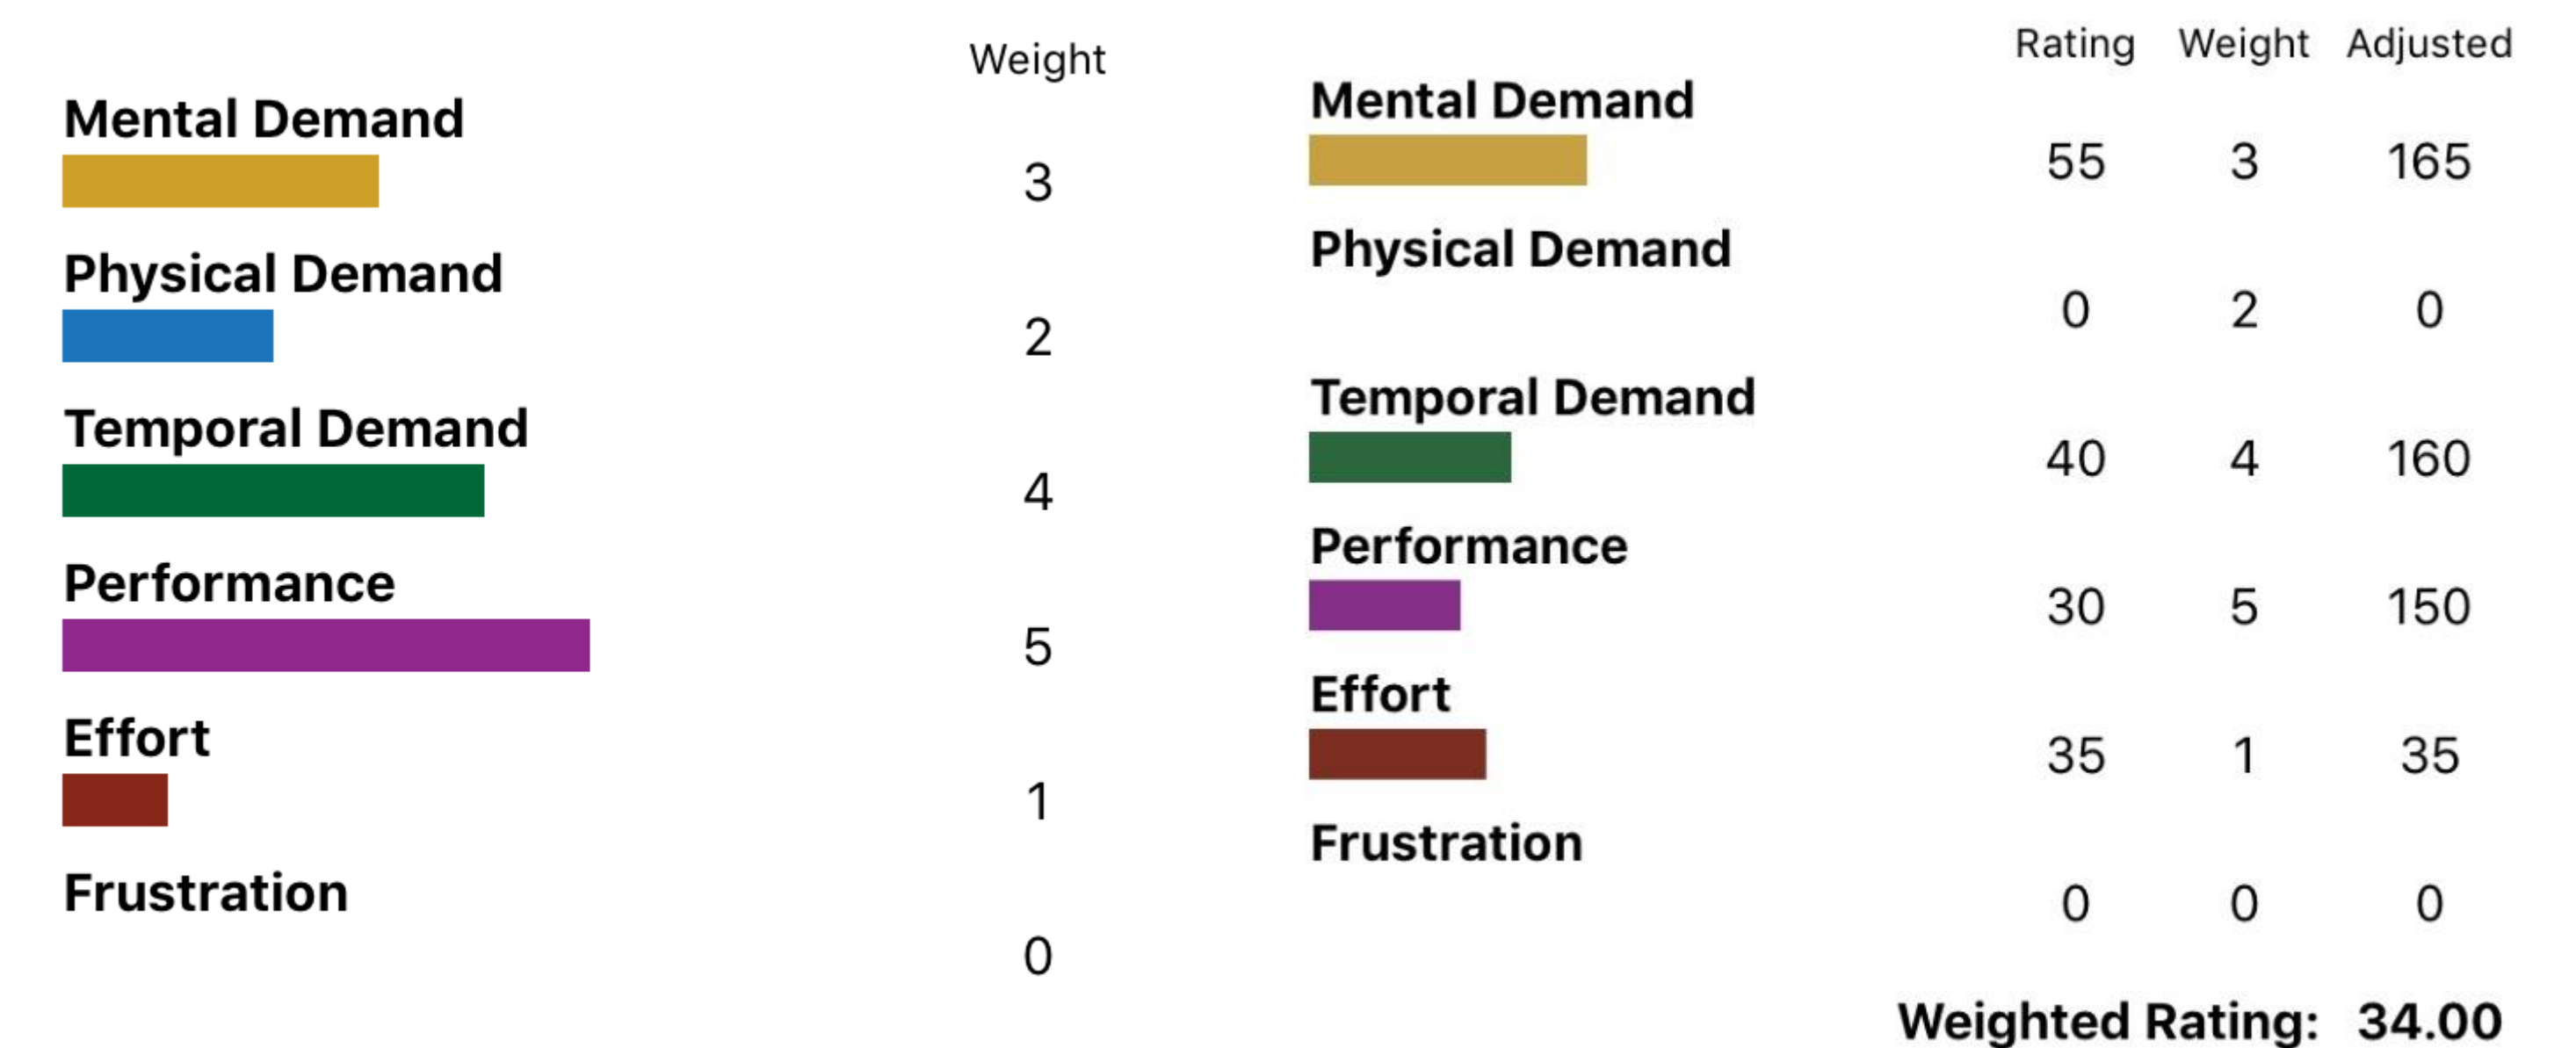 Weight
Mental Demand
3
Physical Demand
2
Temporal Demand
4
Performance
5
Effort
1
Frustration
0
Rating Weight Adjusted
Mental Demand
55 3 165
Physical Demand
0 2 0
Temporal Demand
40 4 160
Performance
30 5 150
Effort
35 1 35
Frustration
0 0 0
Weighted Rating: 34.00